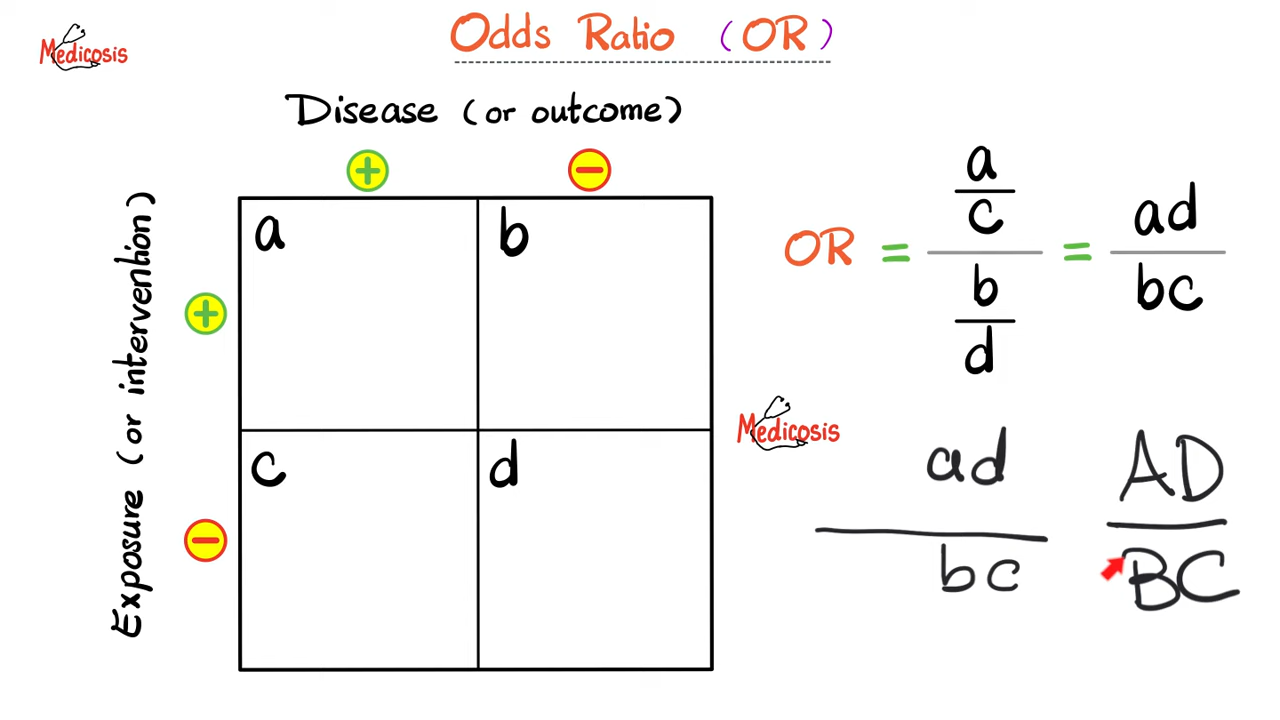 Medicosis
Odds Ratio (OR)
Disease (or outcome)
+ −
Exposure (or intervention)
+
a b
−
c d
OR = a/c / b/d = ad/bc
Medicosis
ad
bc
AD
BC